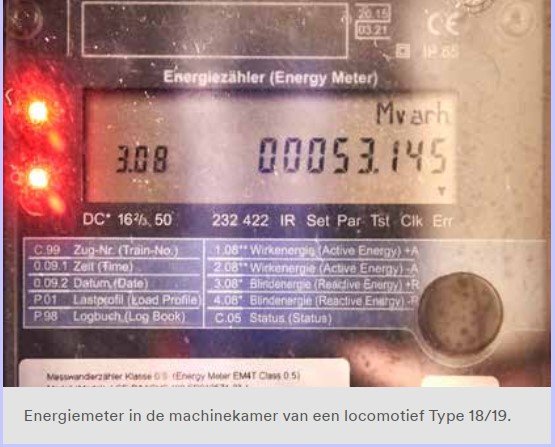 20.15
03.21
CE
IP 65
Energiezähler (Energy Meter)
Mvarh
3.08 00053.145
DC* 16⅔ 50 232 422 IR Set Par Tst Clk Err
C.99 Zug-Nr. (Train-No.) 1.08** Wirkenergie (Active Energy) +A
0.09.1 Zeit (Time) 2.08** Wirkenergie (Active Energy) -A
0.09.2 Datum (Date) 3.08* Blindenergie (Reactive Energy) +R
P.01 Lastprofil (Load Profile) 4.08* Blindenergie (Reactive Energy) -R
P.98 Logbuch (Log Book) C.05 Status (Status)
Messwandlerzähler Klasse 0.5 (Energy Meter EM4T Class 0.5)
Energiemeter in de machinekamer van een locomotief Type 18/19.